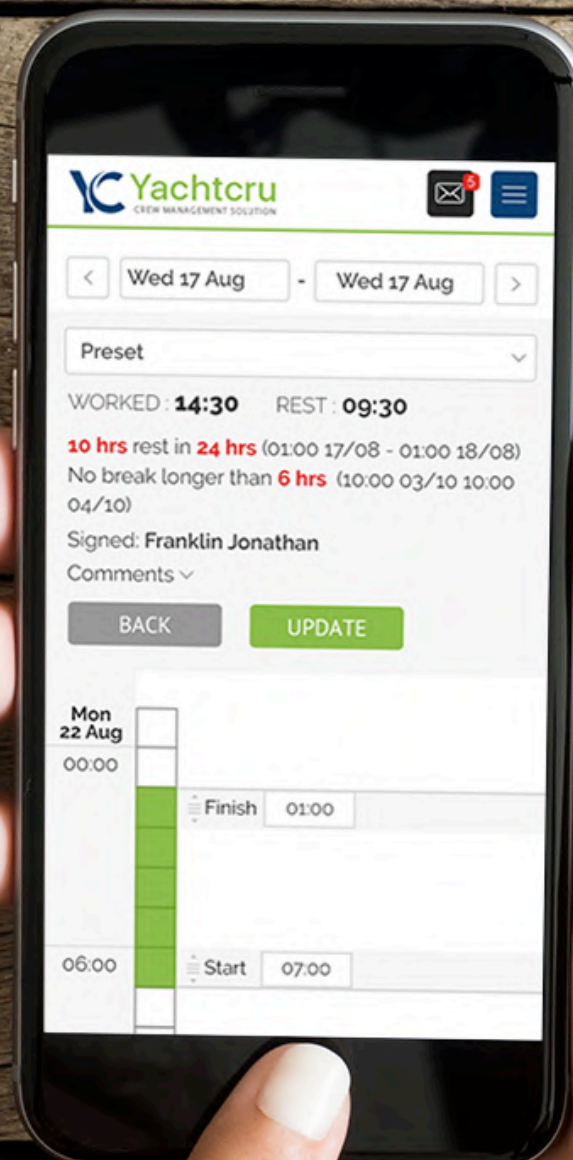 YC Yachtcru
CREW MANAGEMENT SOLUTION
5
< Wed 17 Aug - Wed 17 Aug >
Preset
WORKED : 14:30 REST : 09:30
10 hrs rest in 24 hrs (01:00 17/08 - 01:00 18/08)
No break longer than 6 hrs (10:00 03/10 10:00
04/10)
Signed: Franklin Jonathan
Comments
BACK UPDATE
Mon
22 Aug
00:00
Finish 01:00
06:00 Start 07:00